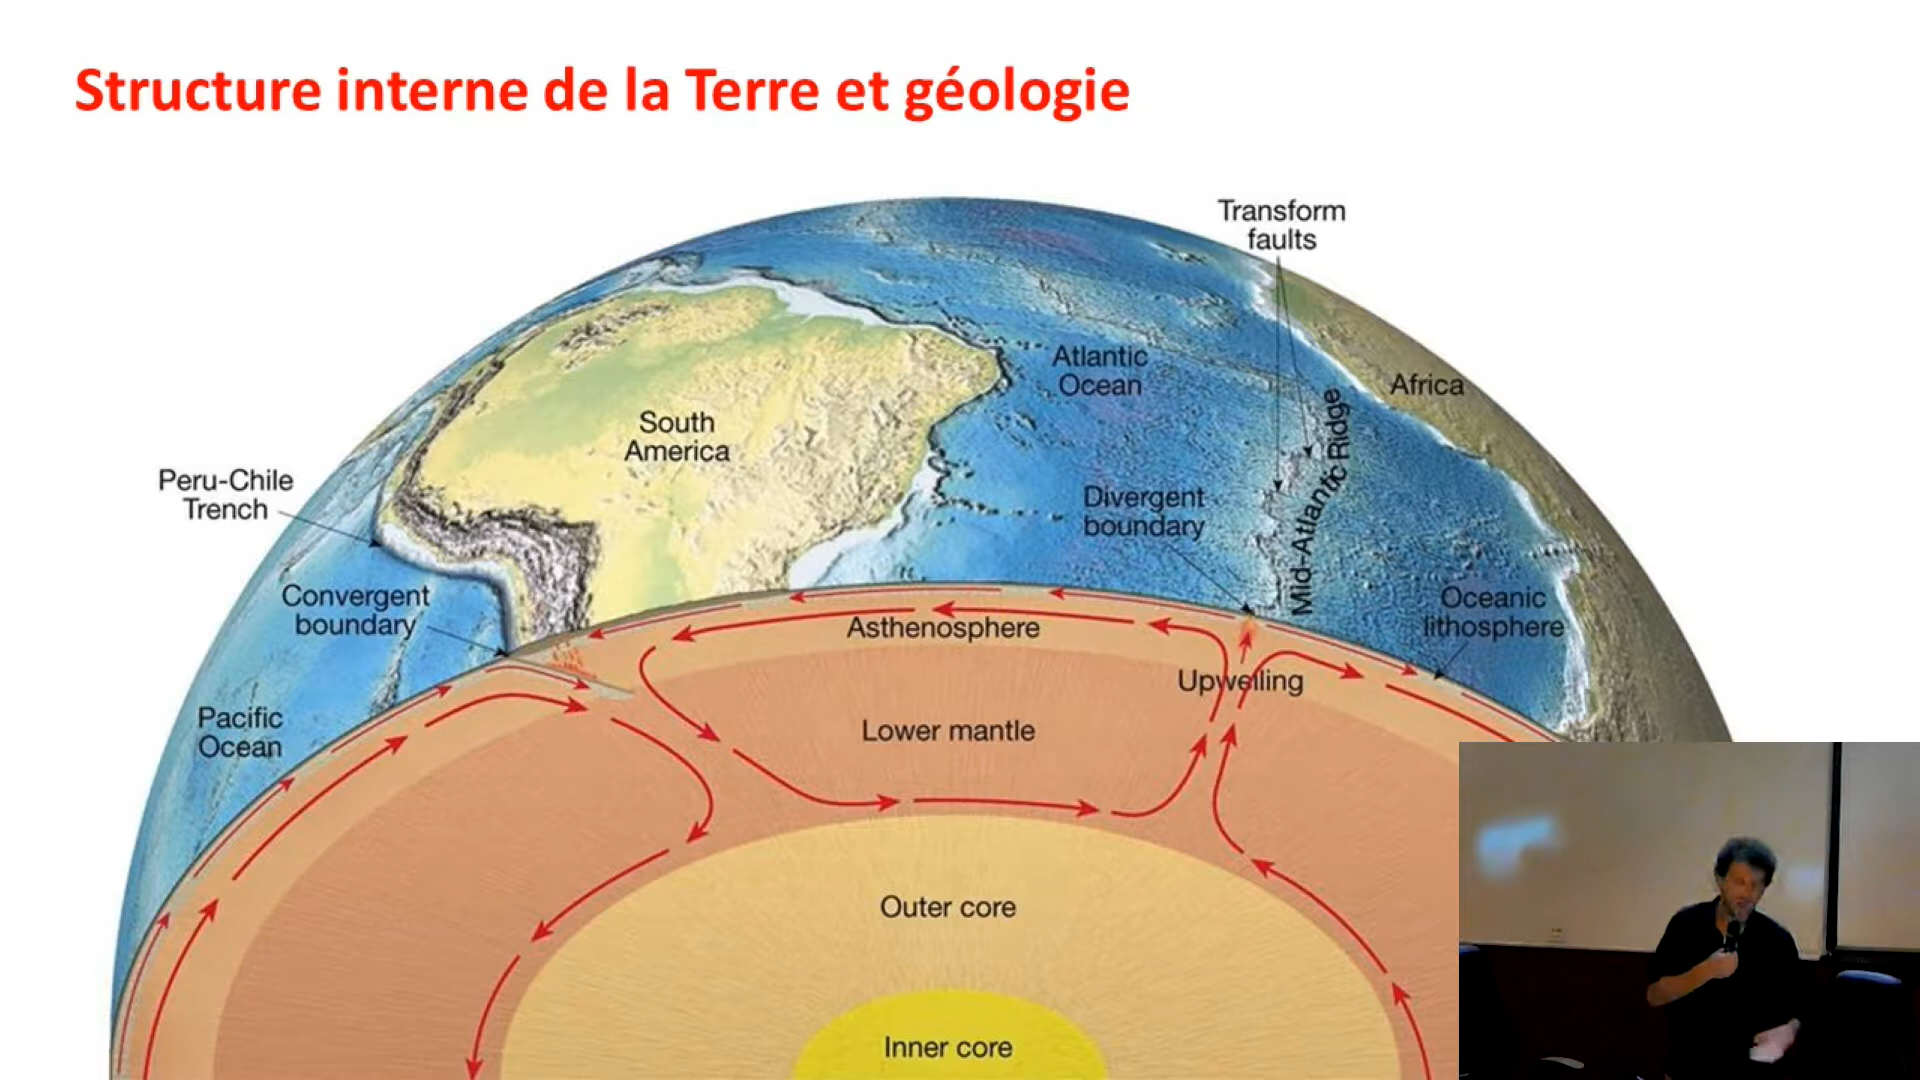 Structure interne de la Terre et géologie
Transform
faults
Atlantic
Ocean
Africa
South
America
Peru-Chile
Trench
Divergent
boundary
Mid-Atlantic Ridge
Convergent
boundary
Oceanic
lithosphere
Asthenosphere
Upwelling
Pacific
Ocean
Lower mantle
Outer core
Inner core